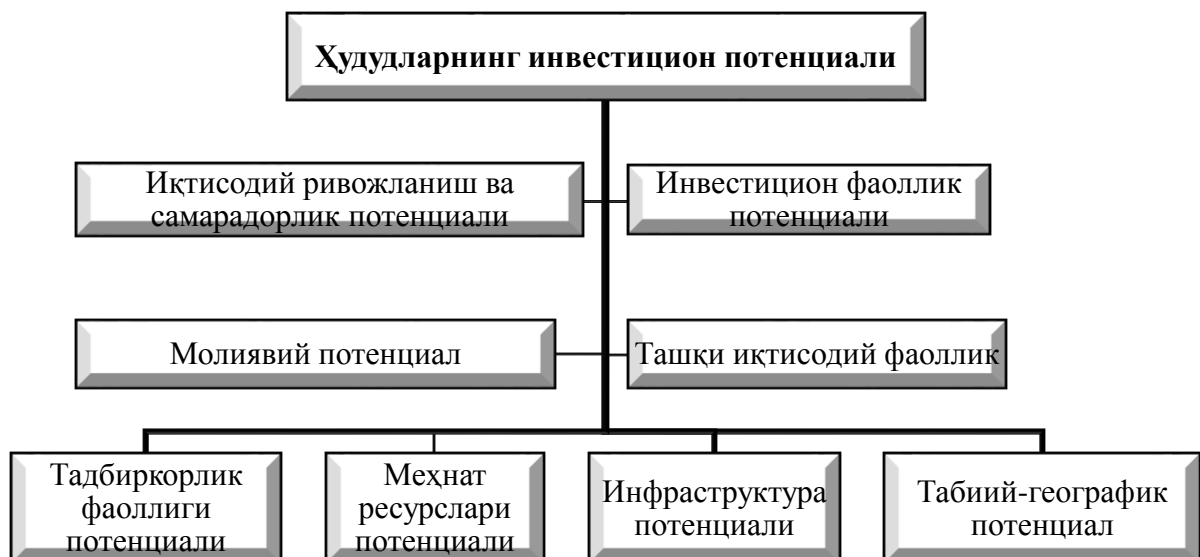 Ҳудудларнинг инвестицион потенциали
Иқтисодий ривожланиш ва
самарадорлик потенциали
Инвестицион фаоллик
потенциали
Молиявий потенциал
Ташқи иқтисодий фаоллик
Тадбиркорлик
фаоллиги
потенциали
Меҳнат
ресурслари
потенциали
Инфраструктура
потенциали
Табиий-географик
потенциал